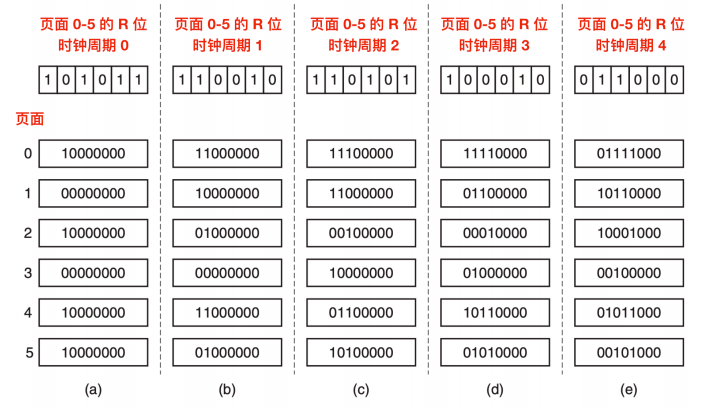 页面 0-5 的 R 位 页面 0-5 的 R 位 页面 0-5 的 R 位 页面 0-5 的 R 位 页面 0-5 的 R 位
时钟周期 0 时钟周期 1 时钟周期 2 时钟周期 3 时钟周期 4
1 0 1 0 1 1 1 1 0 0 1 0 1 1 0 1 0 1 1 0 0 0 1 0 0 1 1 0 0 0
页面
0 10000000 11000000 11100000 11110000 01111000
1 00000000 10000000 11000000 01100000 10110000
2 10000000 01000000 00100000 00010000 10001000
3 00000000 00000000 10000000 01000000 00100000
4 10000000 11000000 01100000 10110000 01011000
5 10000000 01000000 10100000 01010000 00101000
(a) (b) (c) (d) (e)